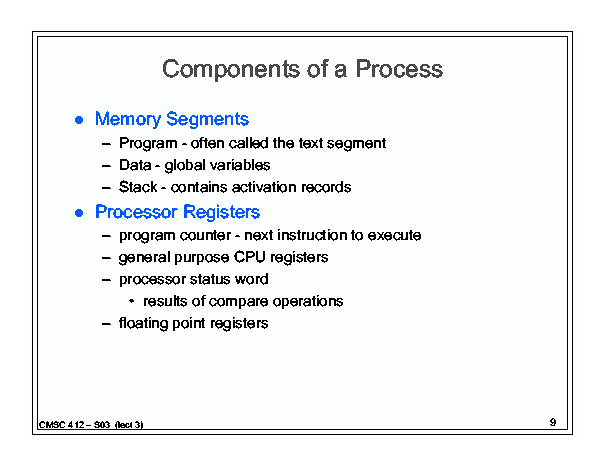 Components of a Process
● Memory Segments
– Program - often called the text segment
– Data - global variables
– Stack - contains activation records
● Processor Registers
– program counter - next instruction to execute
– general purpose CPU registers
– processor status word
• results of compare operations
– floating point registers
CMSC 412 – S03 (lect 3)
9